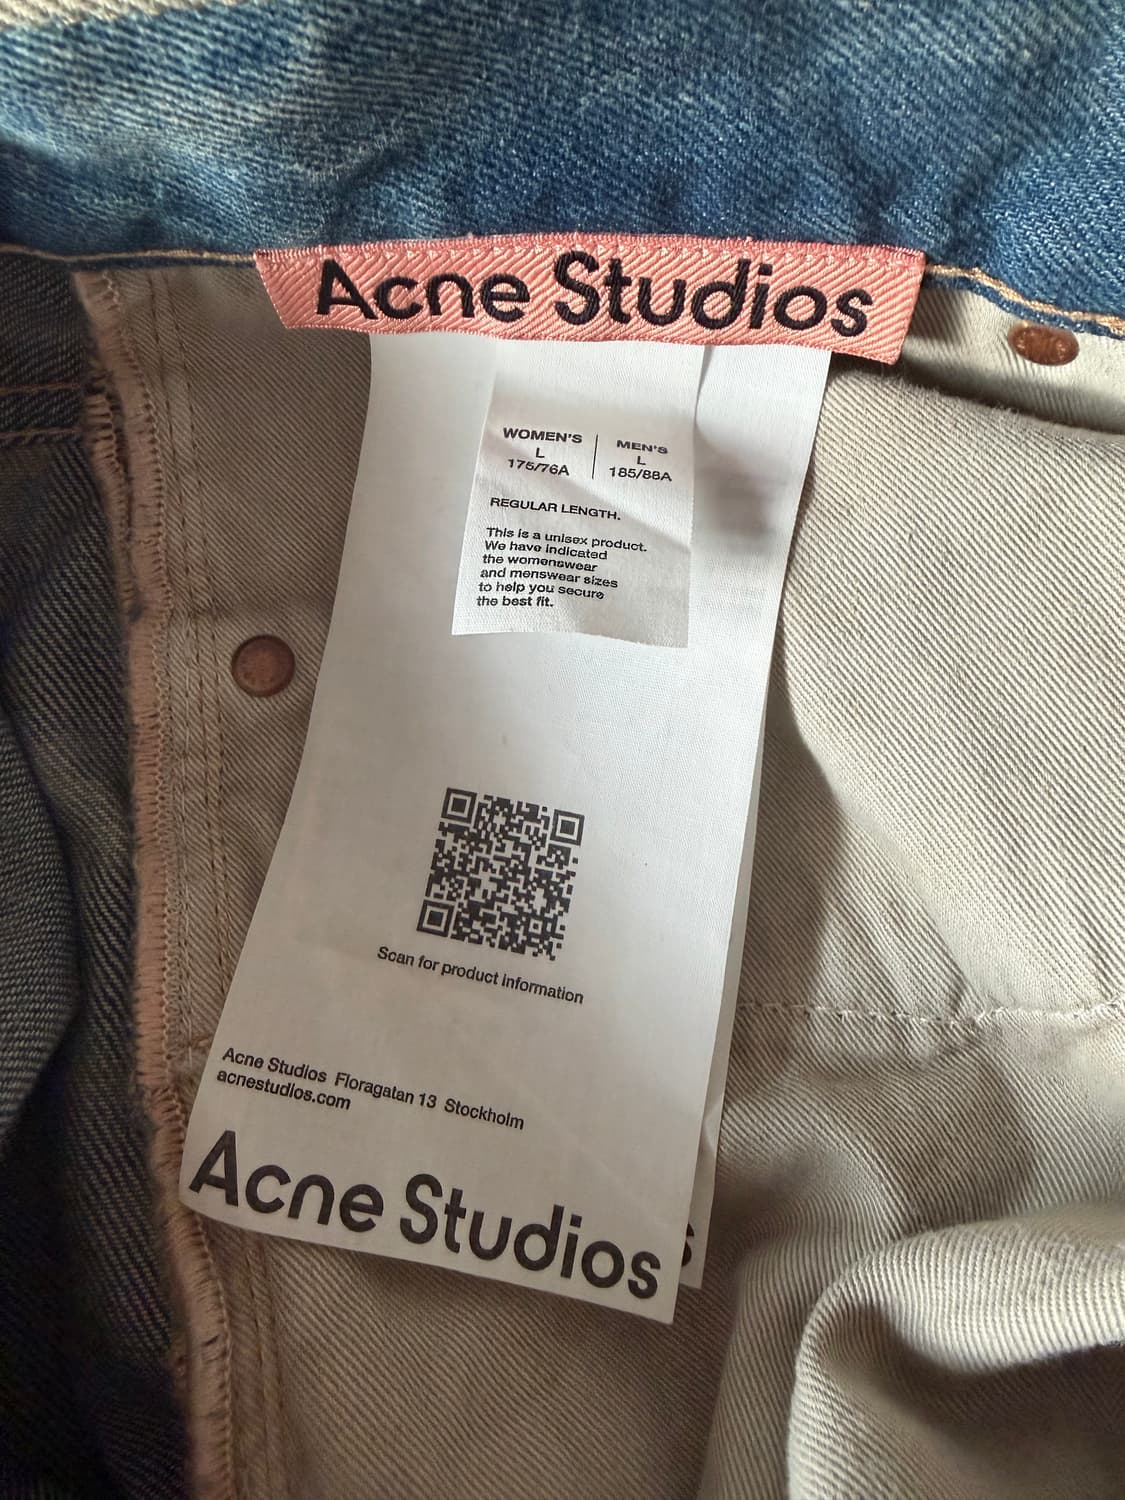 Acne Studios
WOMEN'S
L
175/76A
MEN'S
L
185/88A
REGULAR LENGTH.
This is a unisex product.
We have indicated
the womenswear
and menswear sizes
to help you secure
the best fit.
Scan for product information
Acne Studios Floragatan 13 Stockholm
acnestudios.com
Acne Studios
s